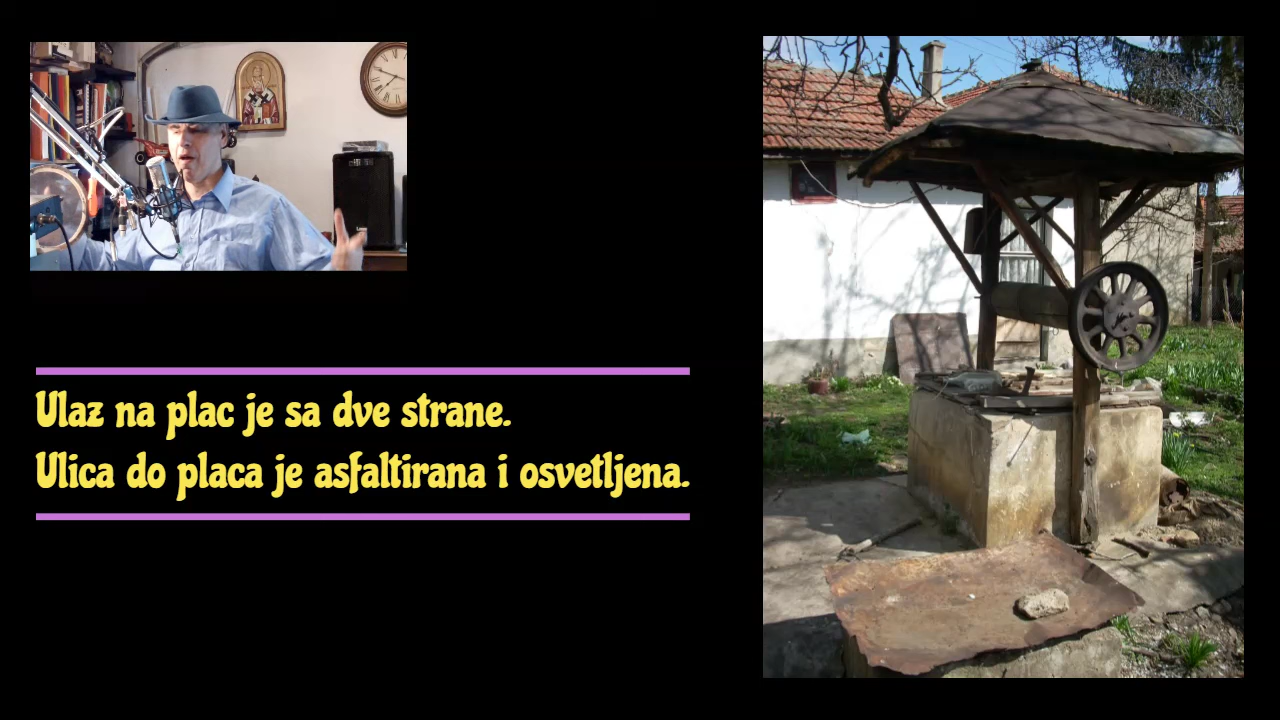 Ulaz na plac je sa dve strane.
Ulica do placa je asfaltirana i osvetljena.